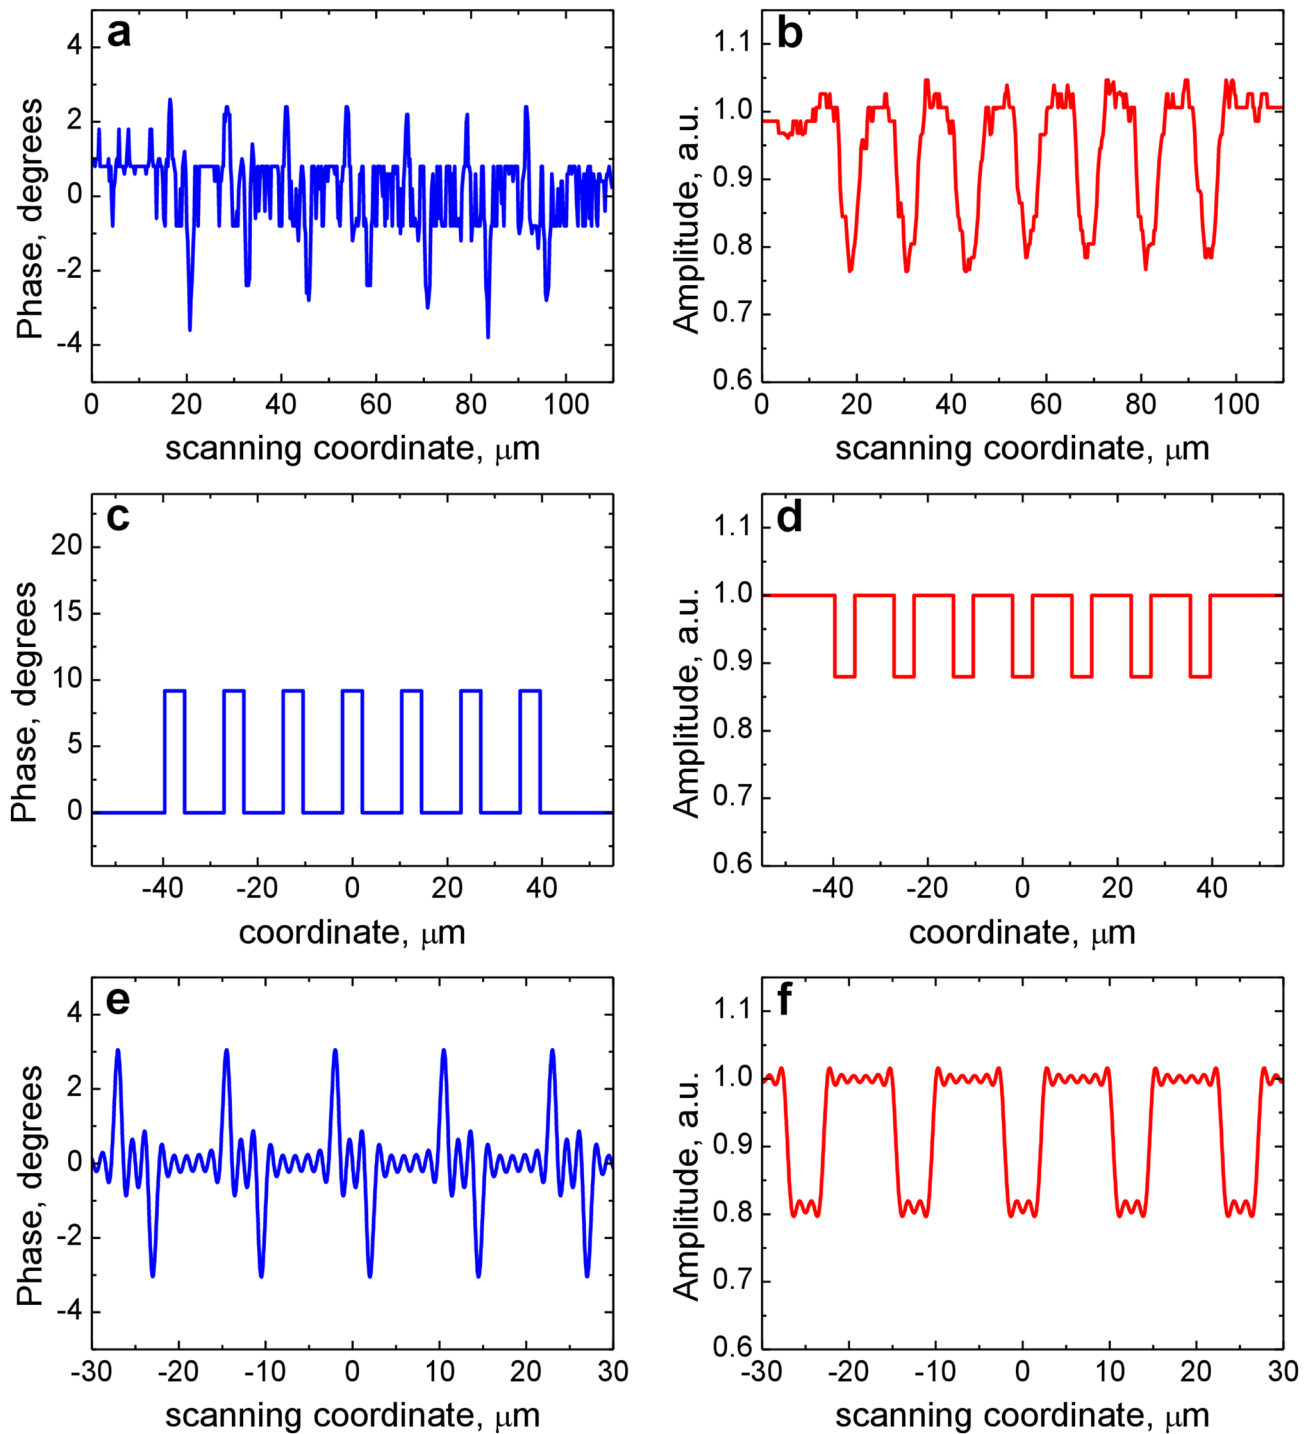 a
Phase, degrees
4
2
0
-2
-4
0 20 40 60 80 100
scanning coordinate, μm
b
Amplitude, a.u.
1.1
1.0
0.9
0.8
0.7
0.6
0 20 40 60 80 100
scanning coordinate, μm
c
Phase, degrees
20
15
10
5
0
-40 -20 0 20 40
coordinate, μm
d
Amplitude, a.u.
1.1
1.0
0.9
0.8
0.7
0.6
-40 -20 0 20 40
coordinate, μm
e
Phase, degrees
4
2
0
-2
-4
-30 -20 -10 0 10 20 30
scanning coordinate, μm
f
Amplitude, a.u.
1.1
1.0
0.9
0.8
0.7
0.6
-30 -20 -10 0 10 20 30
scanning coordinate, μm